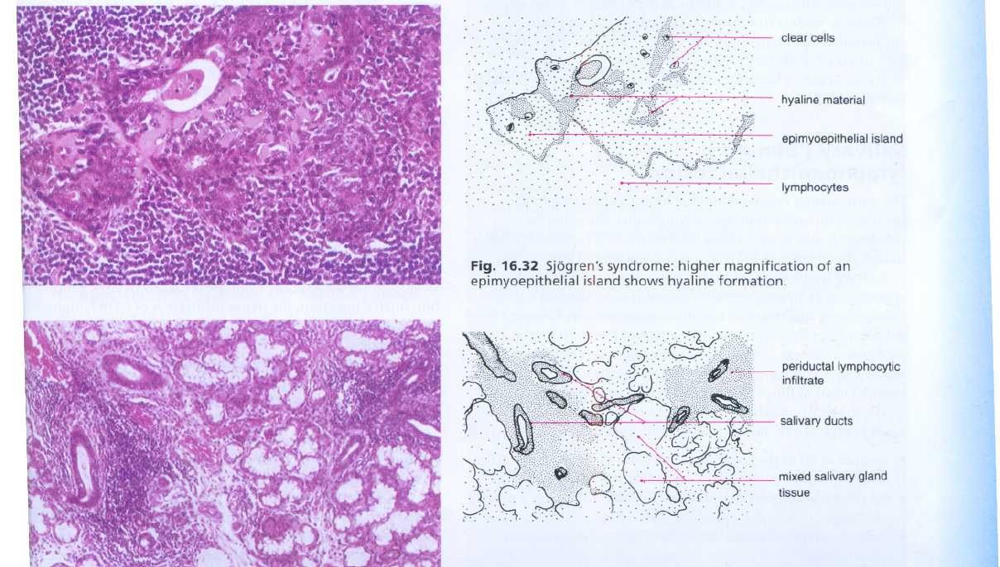 clear cells
hyaline material
epimyoepithelial island
lymphocytes
Fig. 16.32 Sjögren's syndrome: higher magnification of an
epimyoepithelial island shows hyaline formation.
periductal lymphocytic
infiltrate
salivary ducts
mixed salivary gland
tissue